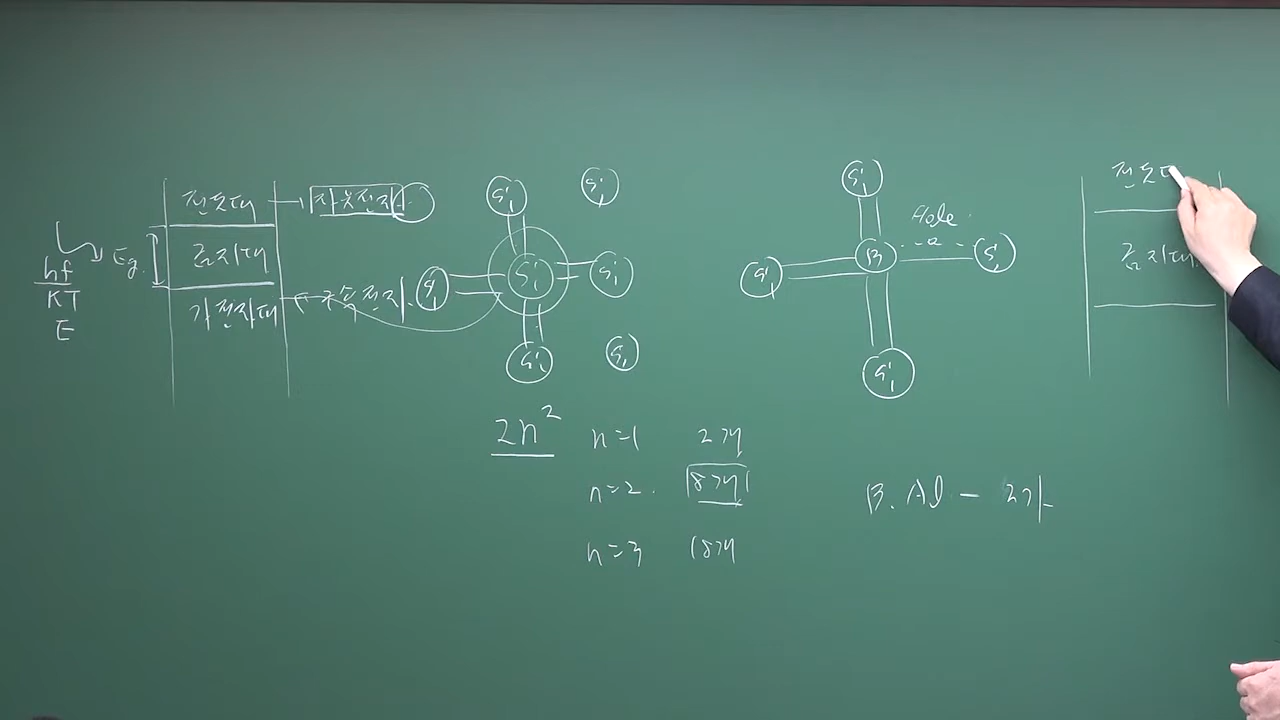 전도대
자유전자
Eg
금지대
hf
KT
E
가전자대
구속전자
Si
Si
Si
Si
Si
Si
Si
2n²
n=1 2개
n=2 8개
n=3 18개
Si
B
Hole
Si
Si
Si
B. Al - 3가
전도대
금지대